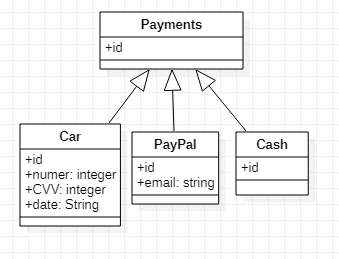 Payments
+id
Car
+id
+numer: integer
+CVV: integer
+date: String
PayPal
+id
+email: string
Cash
+id